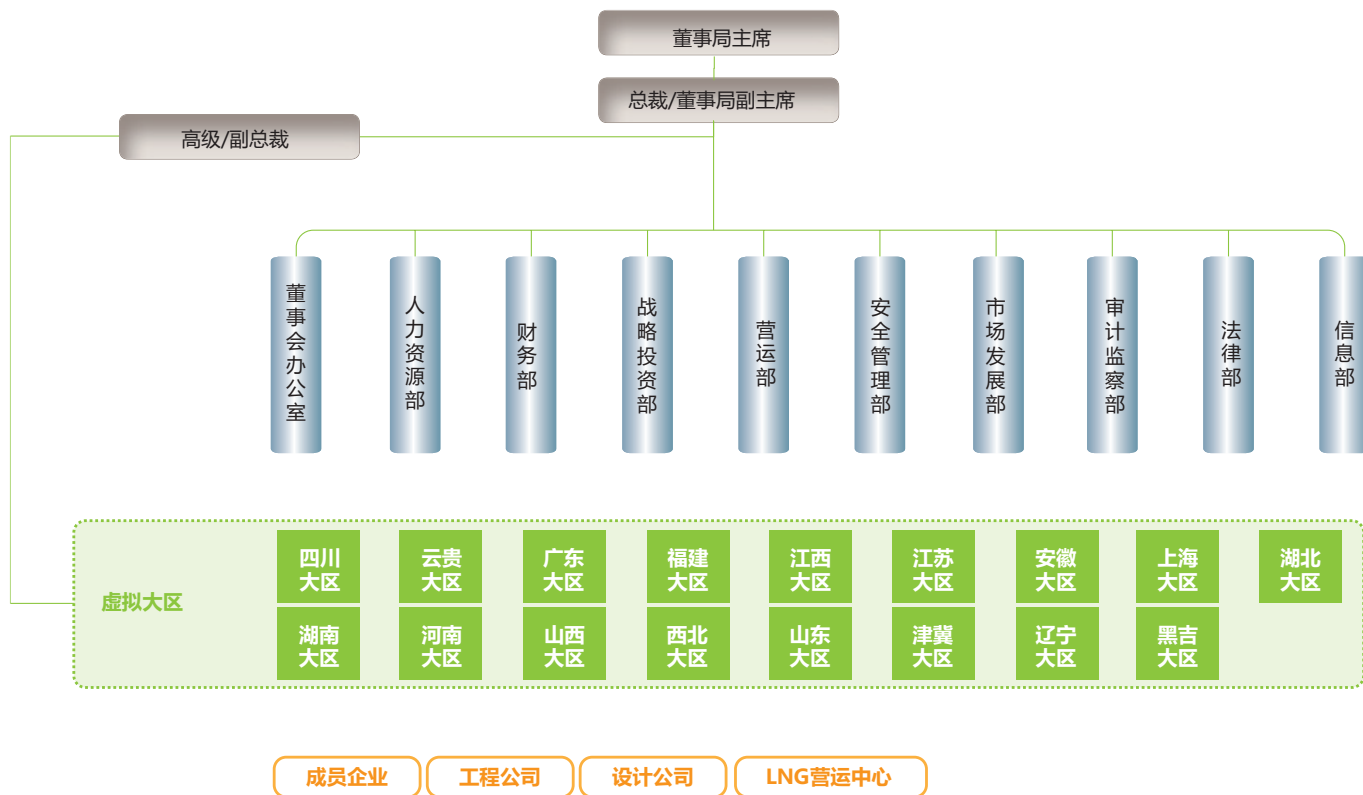 董事局主席
总裁/董事局副主席
高级/副总裁
董事会办公室
人力资源部
财务部
战略投资部
营运部
安全管理部
市场发展部
审计监察部
法律部
信息部
虚拟大区
四川
大区
云贵
大区
广东
大区
福建
大区
江西
大区
江苏
大区
安徽
大区
上海
大区
湖北
大区
湖南
大区
河南
大区
山西
大区
西北
大区
山东
大区
津冀
大区
辽宁
大区
黑吉
大区
成员企业
工程公司
设计公司
LNG营运中心